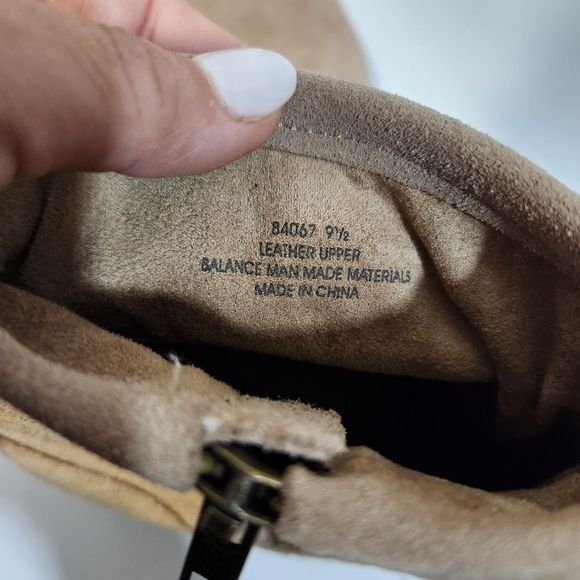 84067 9½
LEATHER UPPER
BALANCE MAN MADE MATERIALS
MADE IN CHINA